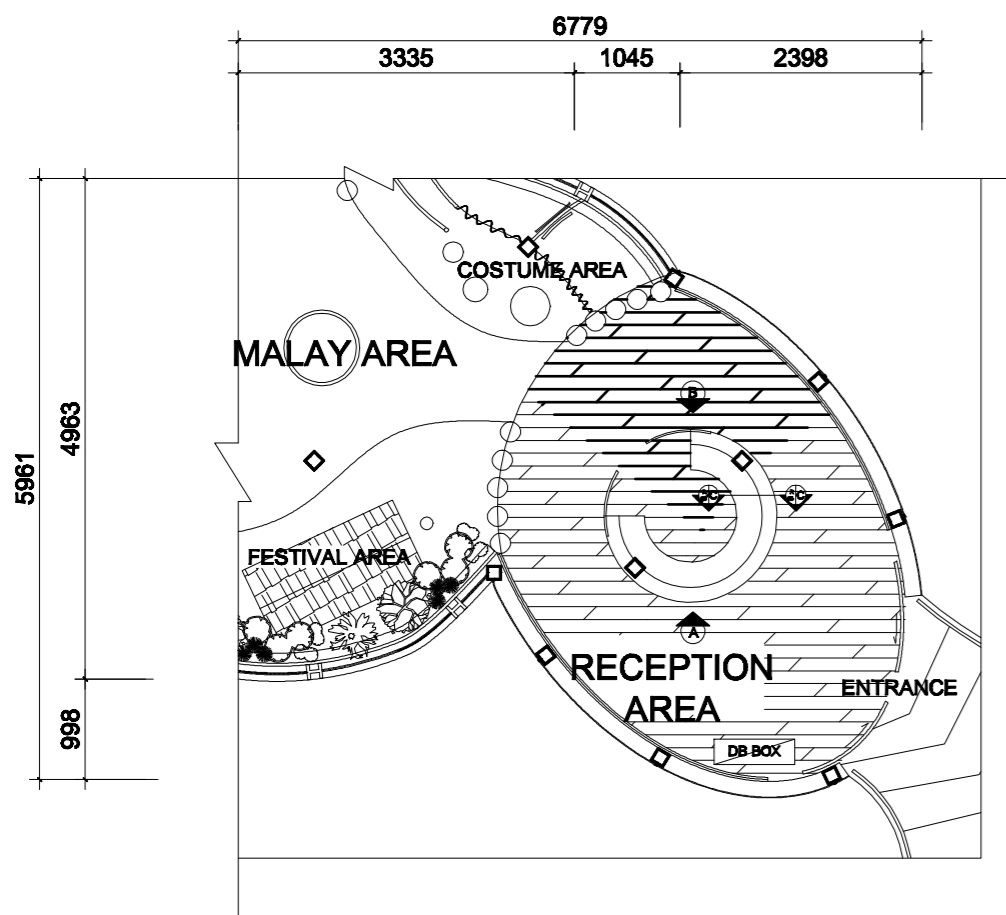 6779
3335
1045
2398
5961
4963
998
COSTUME AREA
MALAY AREA
B
C
C
FESTIVAL AREA
A
RECEPTION
AREA
ENTRANCE
DB BOX